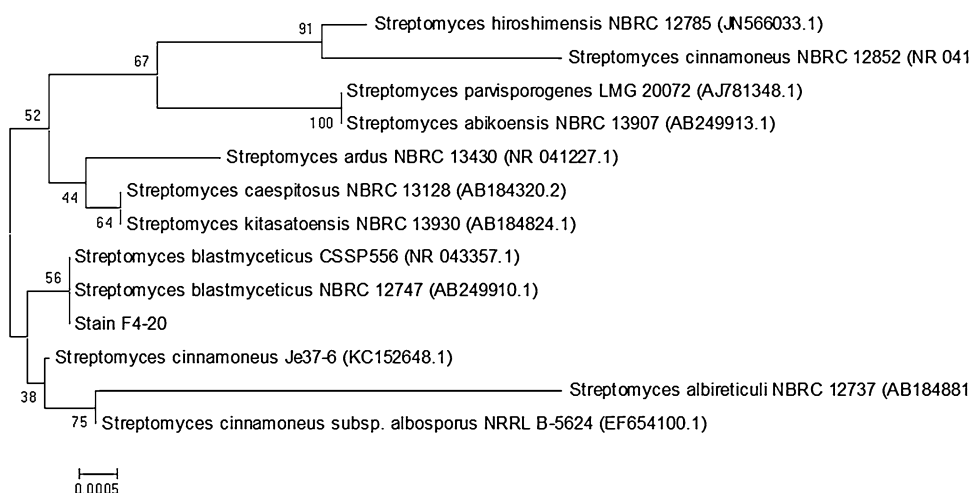 91
Streptomyces hiroshimensis NBRC 12785 (JN566033.1)
Streptomyces cinnamoneus NBRC 12852 (NR 041
67
Streptomyces parvisporogenes LMG 20072 (AJ781348.1)
100
Streptomyces abikoensis NBRC 13907 (AB249913.1)
52
Streptomyces ardus NBRC 13430 (NR 041227.1)
44
Streptomyces caespitosus NBRC 13128 (AB184320.2)
64
Streptomyces kitasatoensis NBRC 13930 (AB184824.1)
Streptomyces blastmyceticus CSSP556 (NR 043357.1)
56
Streptomyces blastmyceticus NBRC 12747 (AB249910.1)
Stain F4-20
Streptomyces cinnamoneus Je37-6 (KC152648.1)
38
Streptomyces albireticuli NBRC 12737 (AB184881
75
Streptomyces cinnamoneus subsp. albosporus NRRL B-5624 (EF654100.1)
0.0005